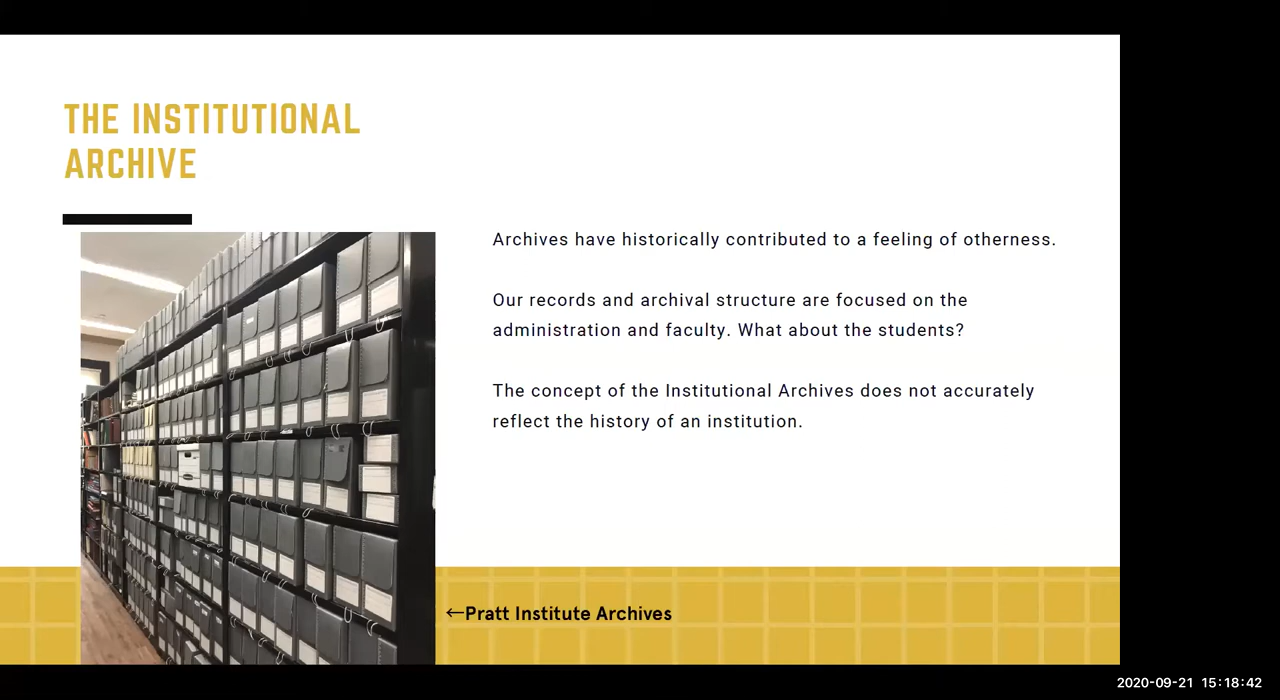 THE INSTITUTIONAL
ARCHIVE
Archives have historically contributed to a feeling of otherness.
Our records and archival structure are focused on the
administration and faculty. What about the students?
The concept of the Institutional Archives does not accurately
reflect the history of an institution.
←Pratt Institute Archives
2020-09-21 15:18:42